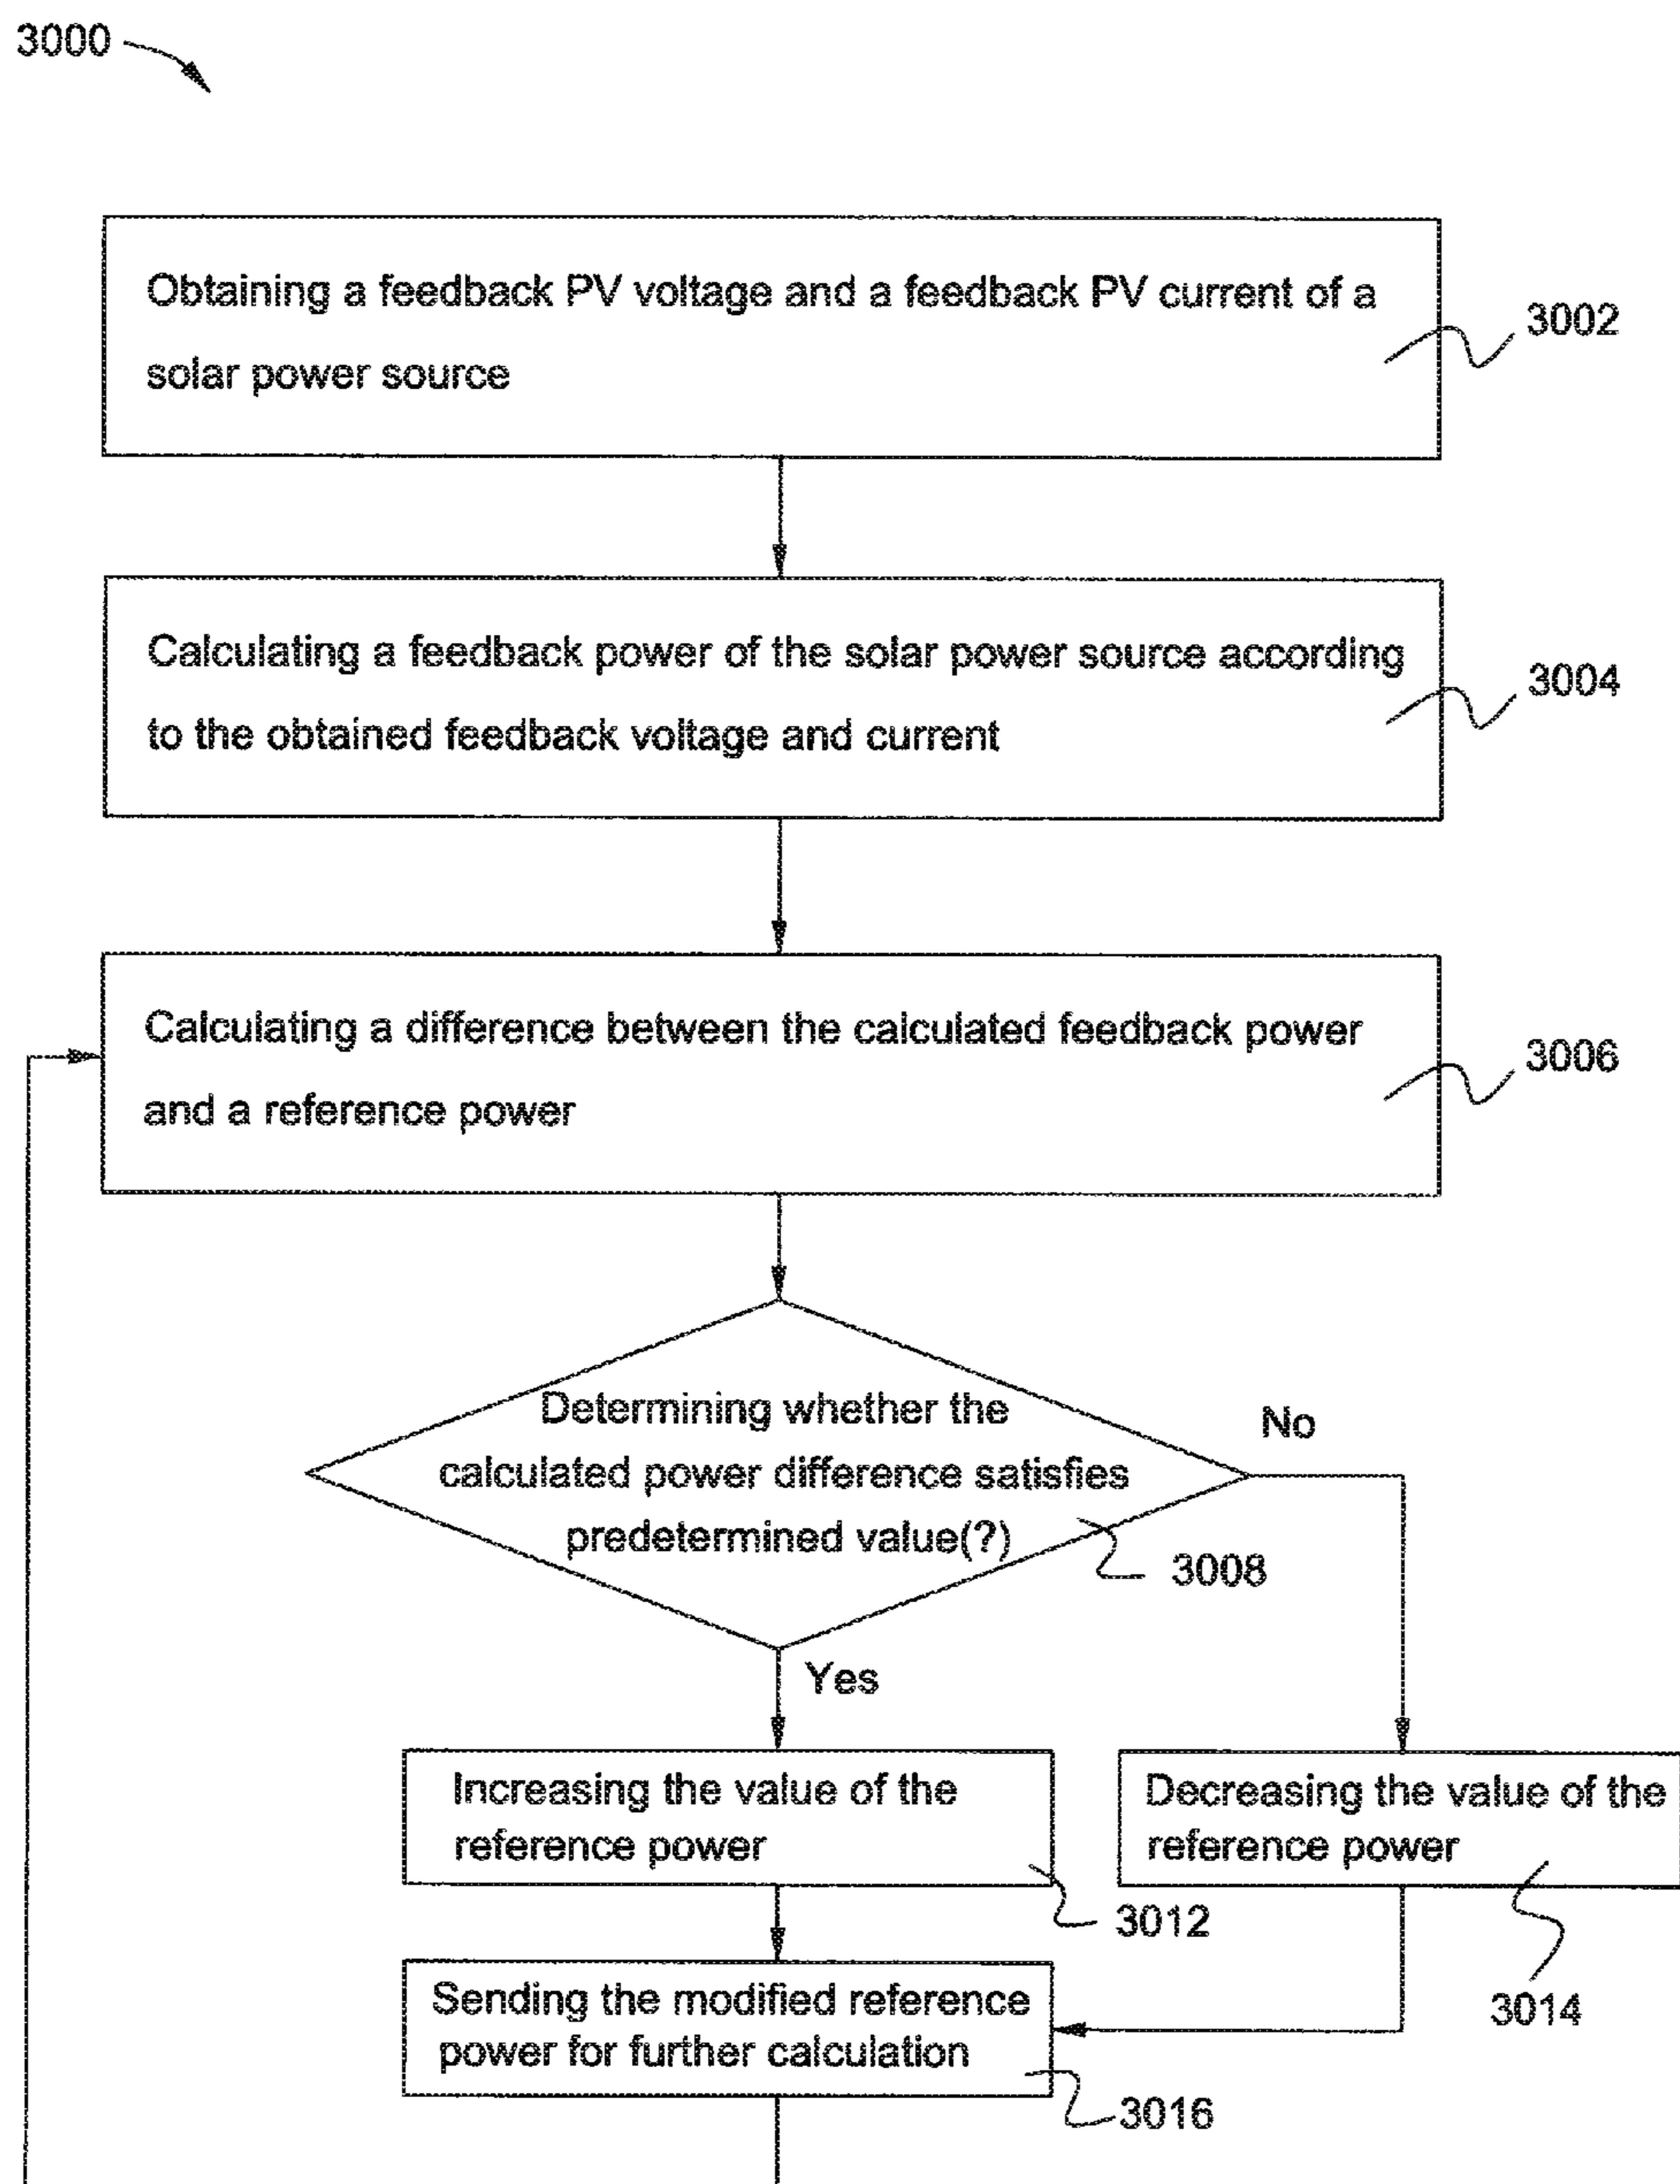 3000
Obtaining a feedback PV voltage and a feedback PV current of a
solar power source
3002
Calculating a feedback power of the solar power source according
to the obtained feedback voltage and current
3004
Calculating a difference between the calculated feedback power
and a reference power
3006
Determining whether the
calculated power difference satisfies
predetermined value(?)
3008
No
Yes
Increasing the value of the
reference power
3012
Decreasing the value of the
reference power
3014
Sending the modified reference
power for further calculation
3016